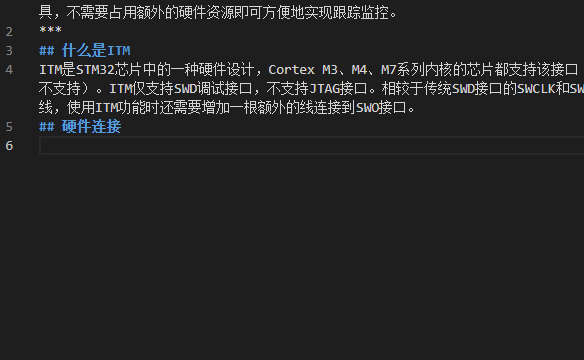 具，不需要占用额外的硬件资源即可方便地实现跟踪监控。
2 ***
3 ## 什么是ITM
4 ITM是STM32芯片中的一种硬件设计，Cortex M3、M4、M7系列内核的芯片都支持该接口
不支持）。ITM仅支持SWD调试接口，不支持JTAG接口。相较于传统SWD接口的SWCLK和SW
线，使用ITM功能时还需要增加一根额外的线连接到SWO接口。
5 ## 硬件连接
6